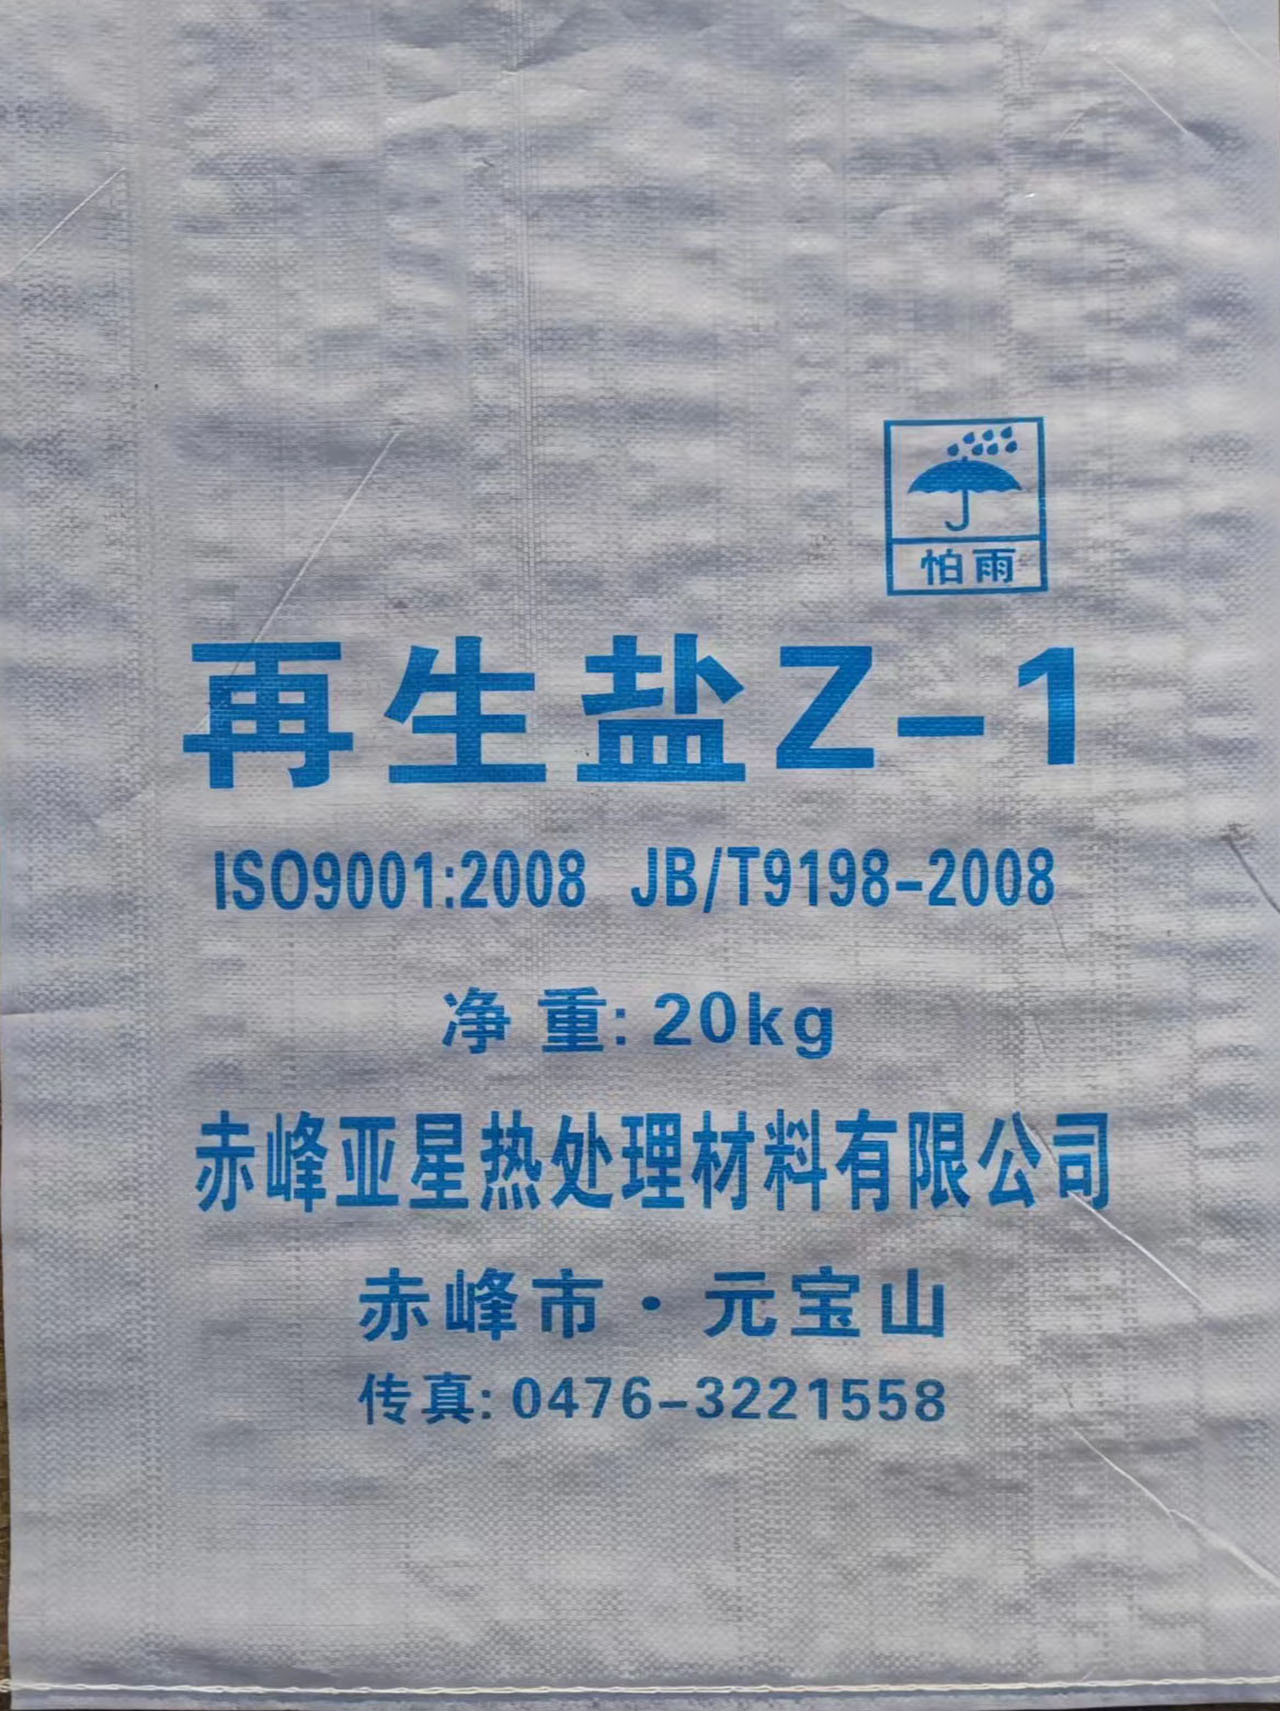 怕雨
再生盐Z-1
ISO9001:2008 JB/T9198-2008
净重: 20kg
赤峰亚星热处理材料有限公司
赤峰市·元宝山
传真: 0476-3221558